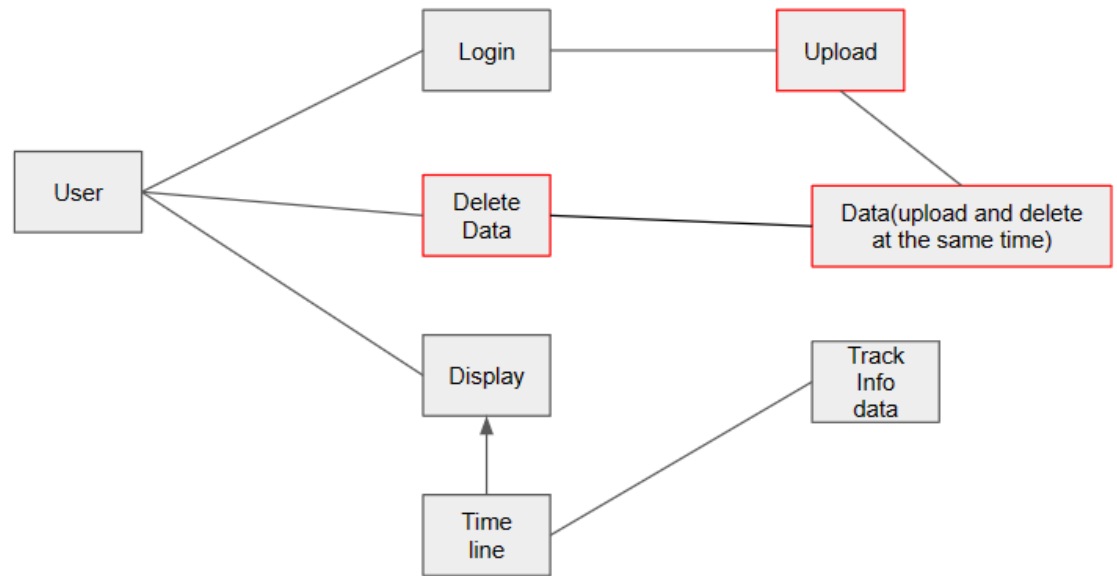 Login
Upload
User
Delete
Data
Data(upload and delete
at the same time)
Display
Track
Info
data
Time
line